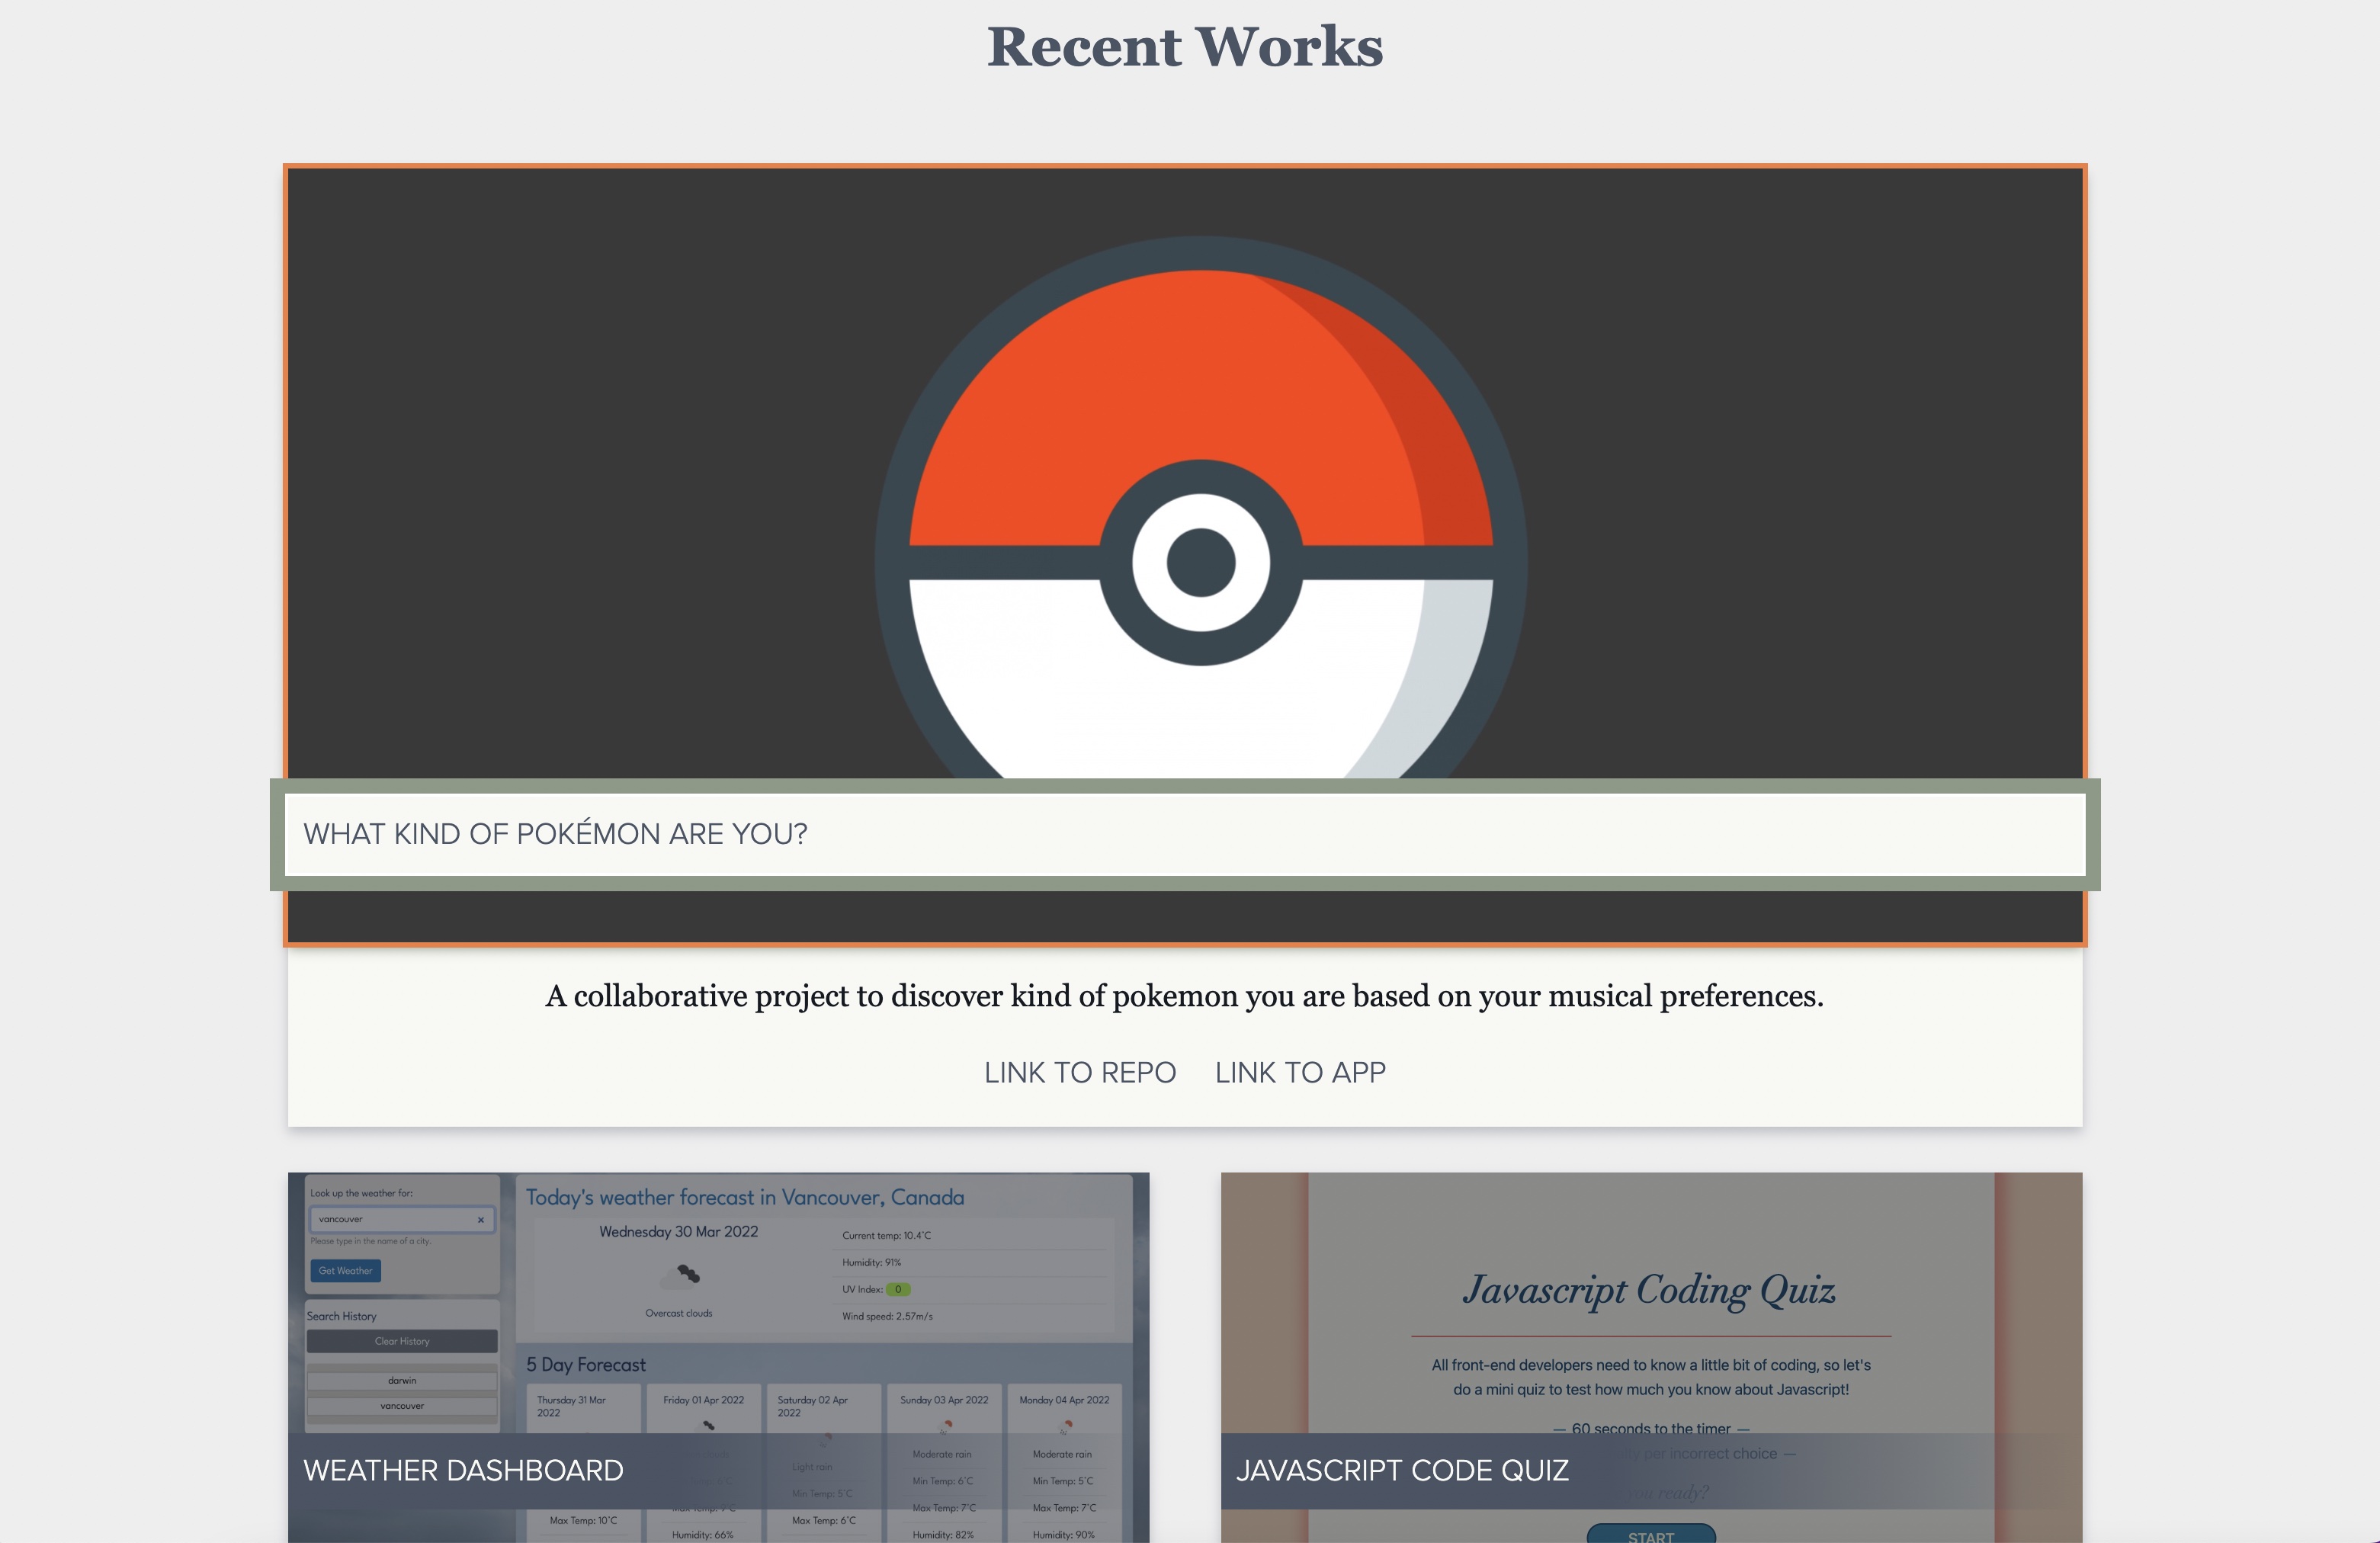 Recent Works
WHAT KIND OF POKÉMON ARE YOU?
A collaborative project to discover kind of pokemon you are based on your musical preferences.
LINK TO REPO LINK TO APP
Look up the weather for:
vancouver ×
Please type in the name of a city.
Get Weather
Search History
Clear History
darwin
vancouver
Today's weather forecast in Vancouver, Canada
Wednesday 30 Mar 2022
Overcast clouds
Current temp: 10.4°C
Humidity: 91%
UV Index: 0
Wind speed: 2.57m/s
5 Day Forecast
Thursday 31 Mar
2022
Max Temp: 10°C
Friday 01 Apr 2022
Humidity: 66%
Saturday 02 Apr
2022
Light rain
Min Temp: 5°C
Max Temp: 6°C
Sunday 03 Apr 2022
Moderate rain
Min Temp: 6°C
Max Temp: 7°C
Humidity: 82%
Monday 04 Apr 2022
Moderate rain
Min Temp: 5°C
Max Temp: 7°C
Humidity: 90%
WEATHER DASHBOARD
Javascript Coding Quiz
All front-end developers need to know a little bit of coding, so let's
do a mini quiz to test how much you know about Javascript!
— 60 seconds to the timer —
per incorrect choice —
you ready?
START
JAVASCRIPT CODE QUIZ